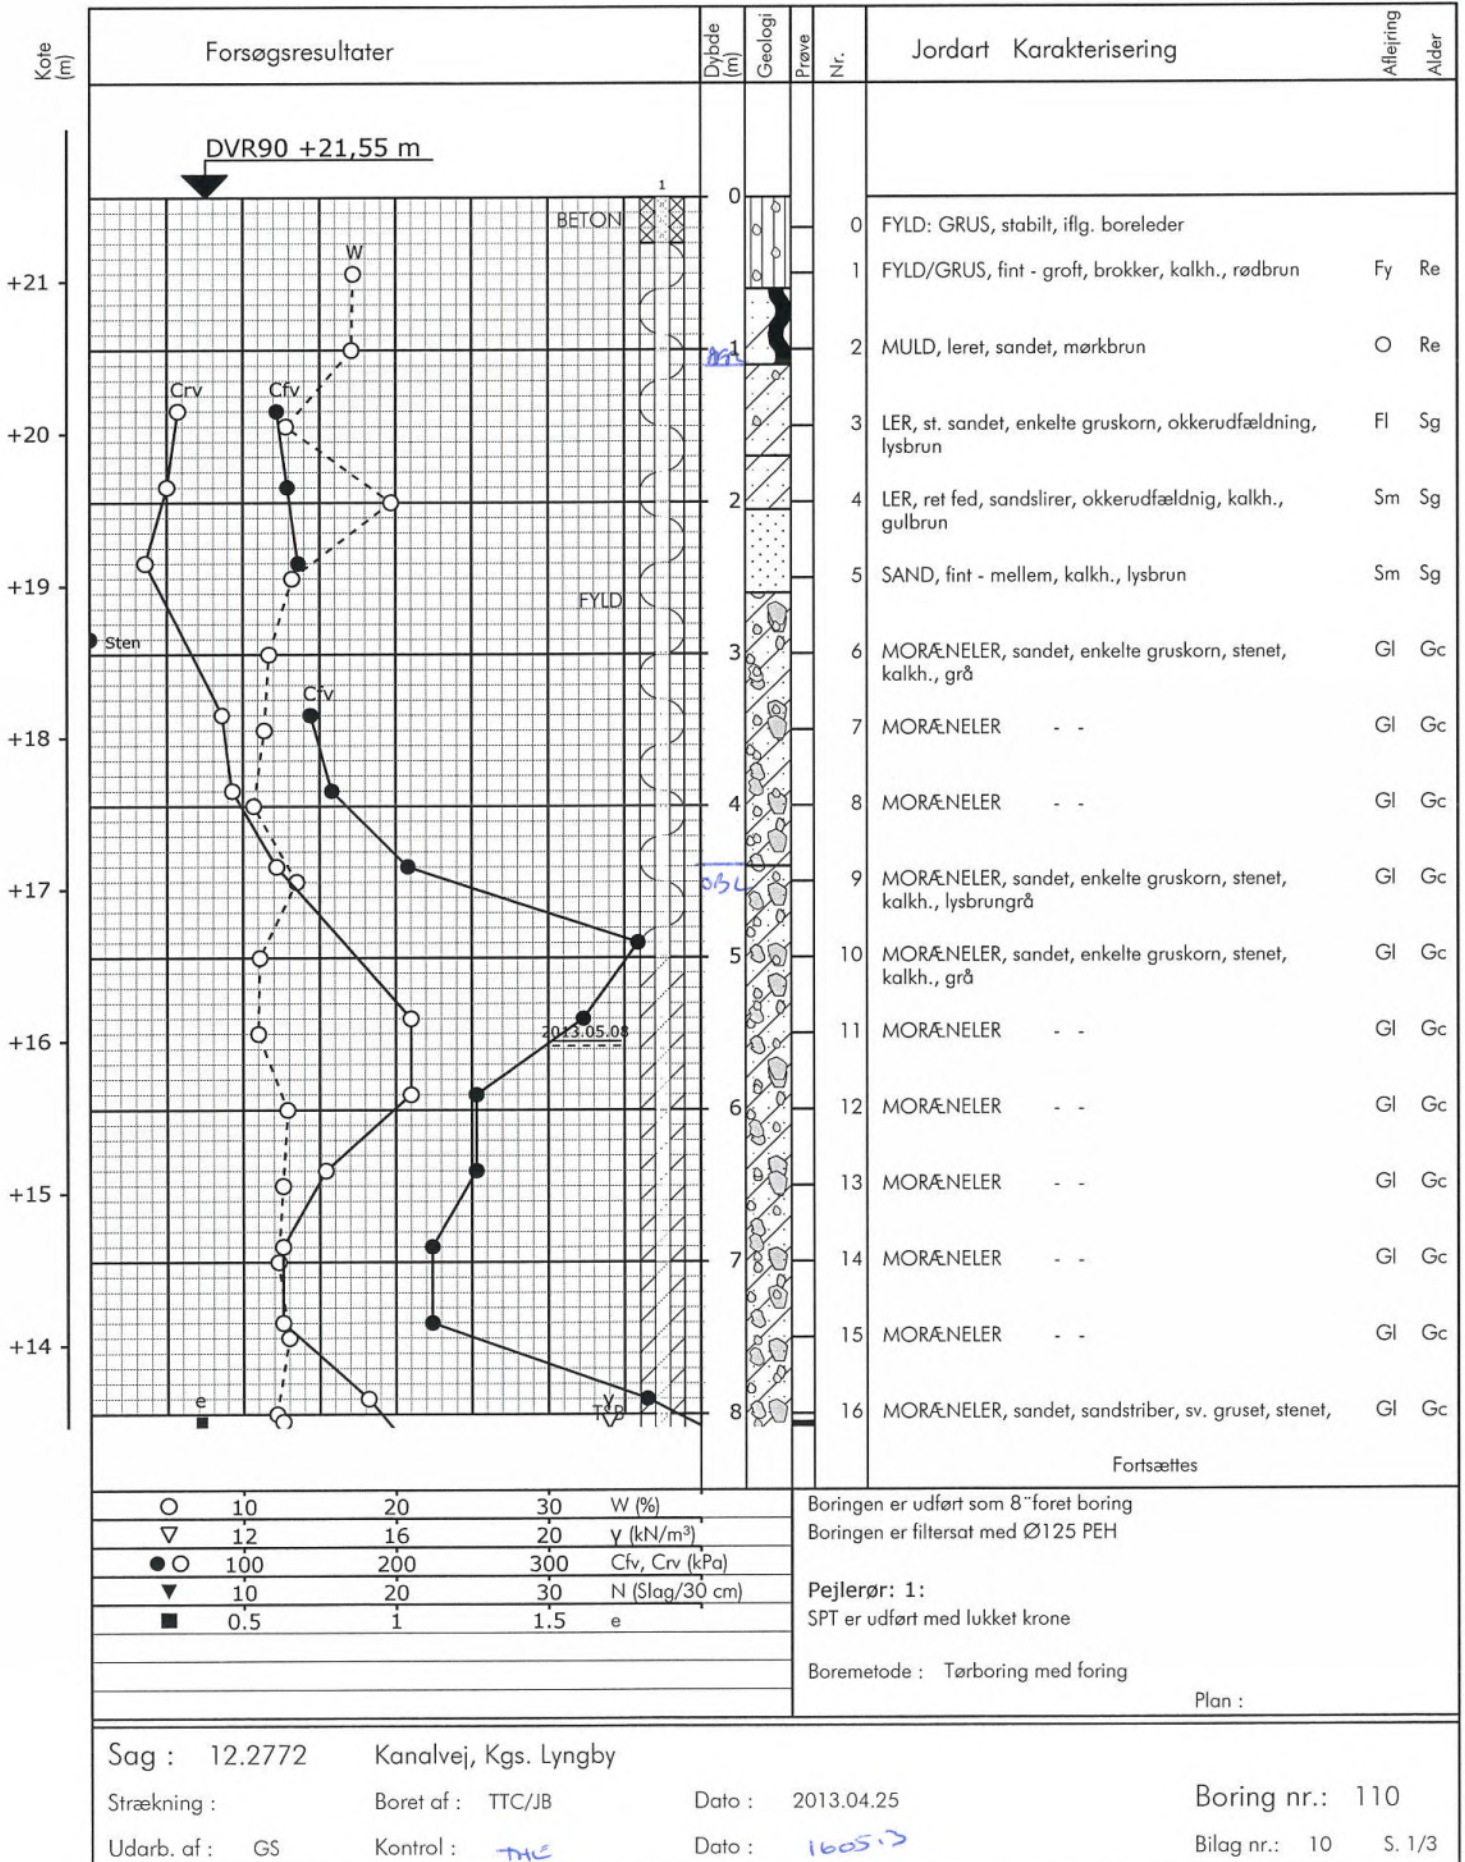 Kote (m)
Forsøgsresultater
Dybde (m)
Geologi
Prøve
Nr.
Jordart Karakterisering
Aflejring
Alder
DVR90 +21,55 m
1
0
BETON
0 FYLD: GRUS, stabilt, iflg. boreleder
W
+21
1 FYLD/GRUS, fint - groft, brokker, kalkh., rødbrun Fy Re
1
2 MULD, leret, sandet, mørkbrun O Re
Crv
Cfv
+20
3 LER, st. sandet, enkelte gruskorn, okkerudfældning, Fl Sg
lysbrun
2
4 LER, ret fed, sandslirer, okkerudfældnig, kalkh., Sm Sg
gulbrun
+19
5 SAND, fint - mellem, kalkh., lysbrun Sm Sg
FYLD
Sten
3
6 MORÆNELER, sandet, enkelte gruskorn, stenet, Gl Gc
kalkh., grå
Cfv
+18
7 MORÆNELER - - Gl Gc
4
8 MORÆNELER - - Gl Gc
+17
OBL
9 MORÆNELER, sandet, enkelte gruskorn, stenet, Gl Gc
kalkh., lysbrungrå
5
10 MORÆNELER, sandet, enkelte gruskorn, stenet, Gl Gc
kalkh., grå
+16
2013.05.08
11 MORÆNELER - - Gl Gc
6
12 MORÆNELER - - Gl Gc
+15
13 MORÆNELER - - Gl Gc
7
14 MORÆNELER - - Gl Gc
+14
15 MORÆNELER - - Gl Gc
e
γ
TSB
8
16 MORÆNELER, sandet, sandstriber, sv. gruset, stenet, Gl Gc
Fortsættes
10 20 30 W (%)
12 16 20 γ (kN/m³)
100 200 300 Cfv, Crv (kPa)
10 20 30 N (Slag/30 cm)
0.5 1 1.5 e
Boringen er udført som 8¨foret boring
Boringen er filtersat med Ø125 PEH
Pejlerør: 1:
SPT er udført med lukket krone
Boremetode : Tørboring med foring
Plan :
Sag : 12.2772 Kanalvej, Kgs. Lyngby
Strækning : Boret af : TTC/JB Dato : 2013.04.25 Boring nr.: 110
Udarb. af : GS Kontrol : Dato : 1605.13 Bilag nr.: 10 S. 1/3